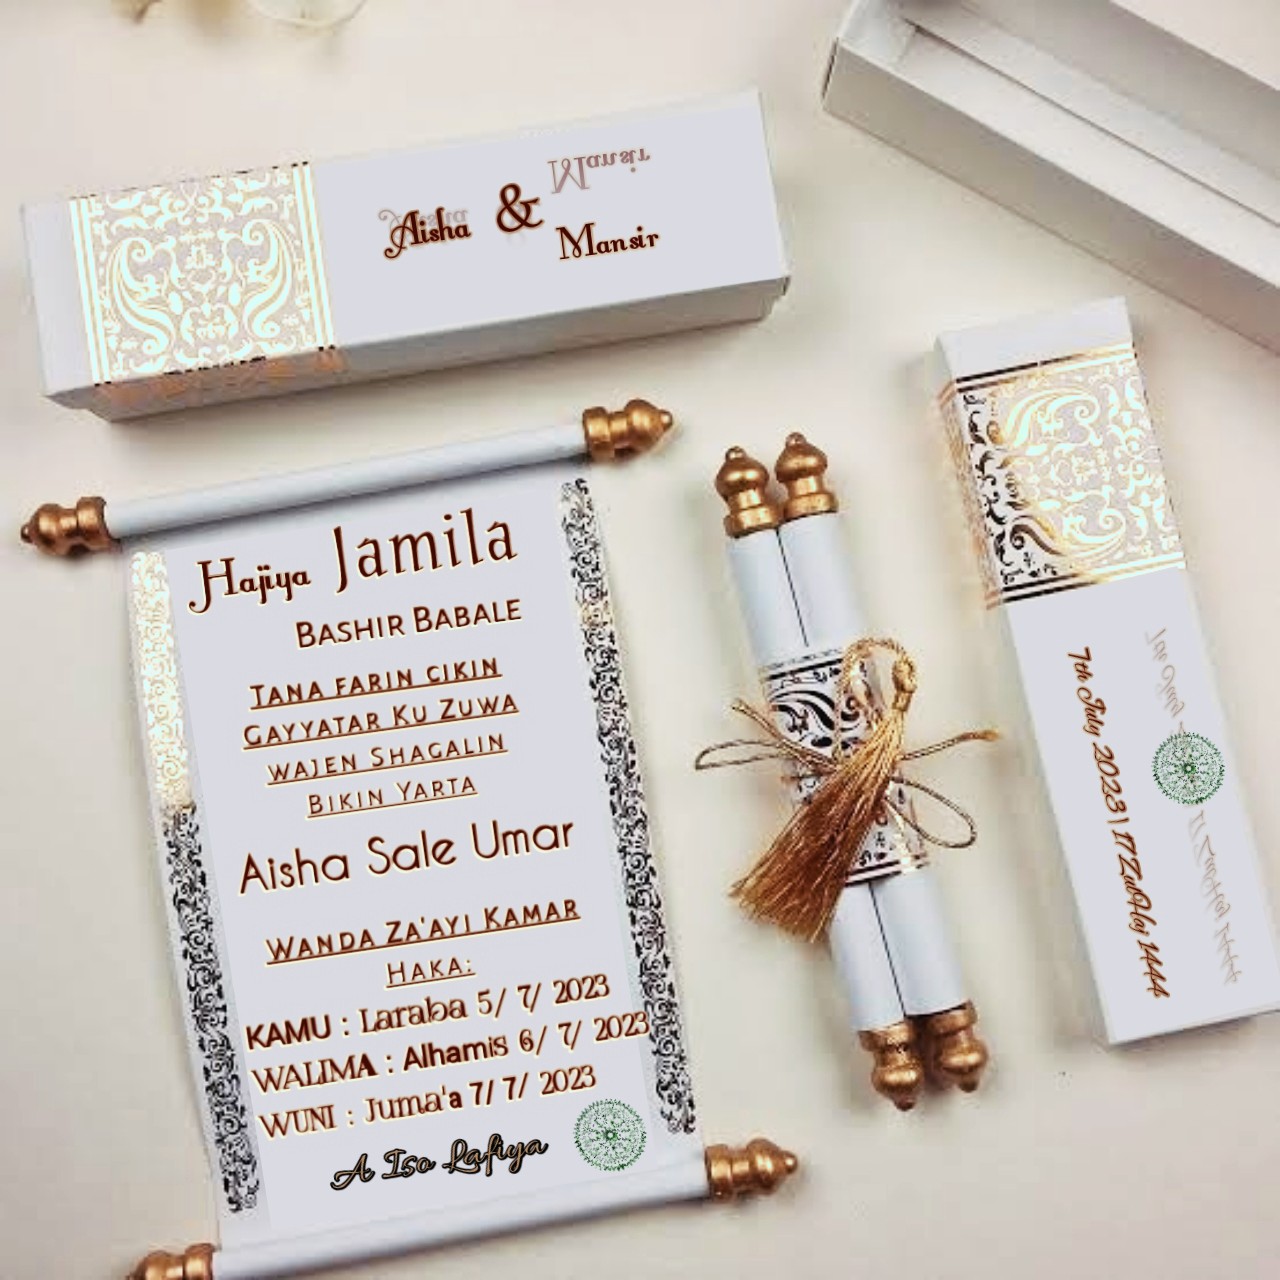 Aisha & Mansir
Hajiya Jamila
BASHIR BABALE
TANA FARIN CIKIN
GAYYATAR KU ZUWA
WAJEN SHAGALIN
BIKIN YARTA
Aisha Sale Umar
WANDA ZA'AYI KAMAR
HAKA:
KAMU : Laraba 5/ 7/ 2023
WALIMA : Alhamis 6/ 7/ 2023
WUNI : Juma'a 7/ 7/ 2023
A Iso Lafiya
7th July 2023 | 17 ZulHaj 1444